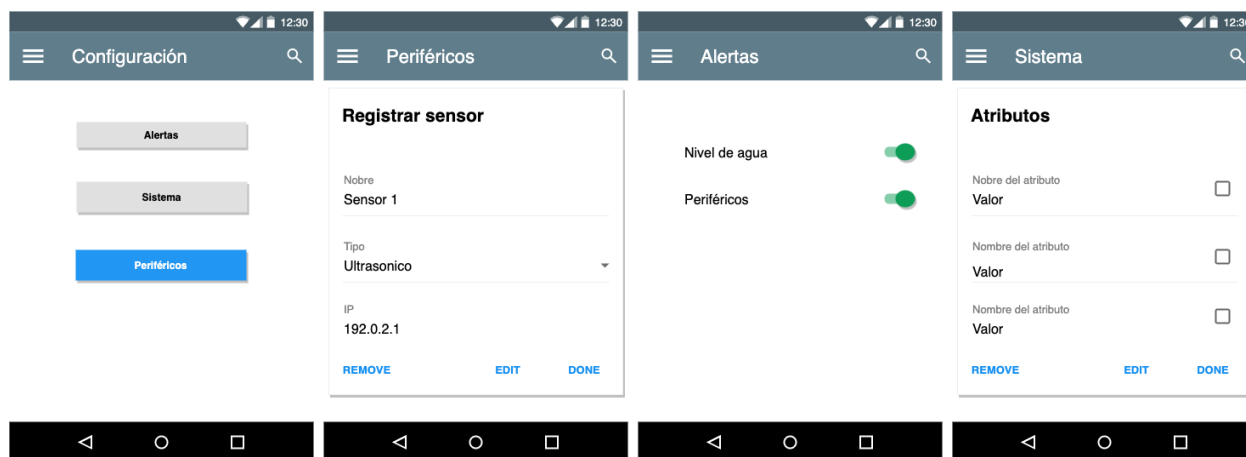 12:30
Configuración
Alertas
Sistema
Periféricos
12:30
Periféricos
Registrar sensor
Nobre
Sensor 1
Tipo
Ultrasonico
IP
192.0.2.1
REMOVE EDIT DONE
12:30
Alertas
Nivel de agua
Periféricos
12:30
Sistema
Atributos
Nobre del atributo
Valor
Nombre del atributo
Valor
Nombre del atributo
Valor
REMOVE EDIT DONE